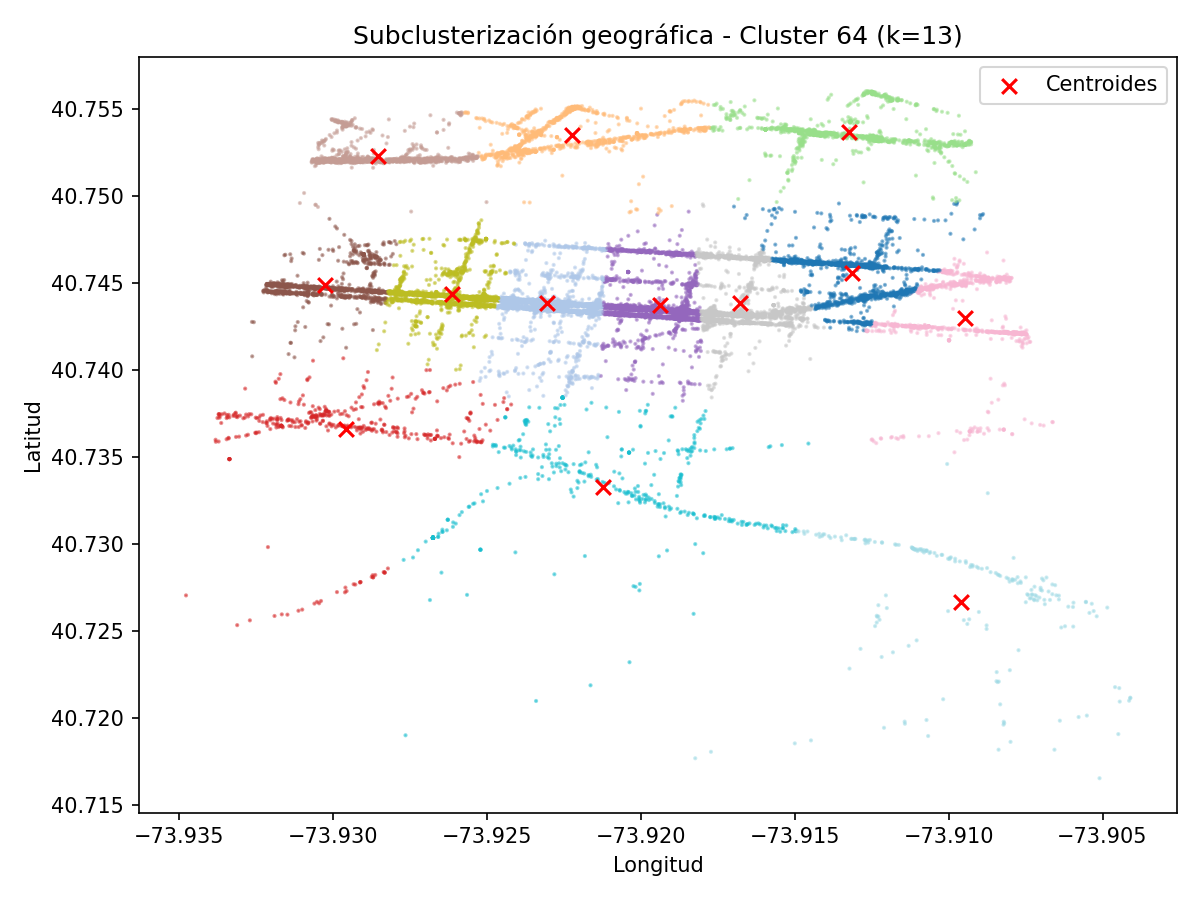 Subclusterización geográfica - Cluster 64 (k=13)
Centroides
40.755
40.750
40.745
40.740
40.735
40.730
40.725
40.720
40.715
Latitud
−73.935 −73.930 −73.925 −73.920 −73.915 −73.910 −73.905
Longitud